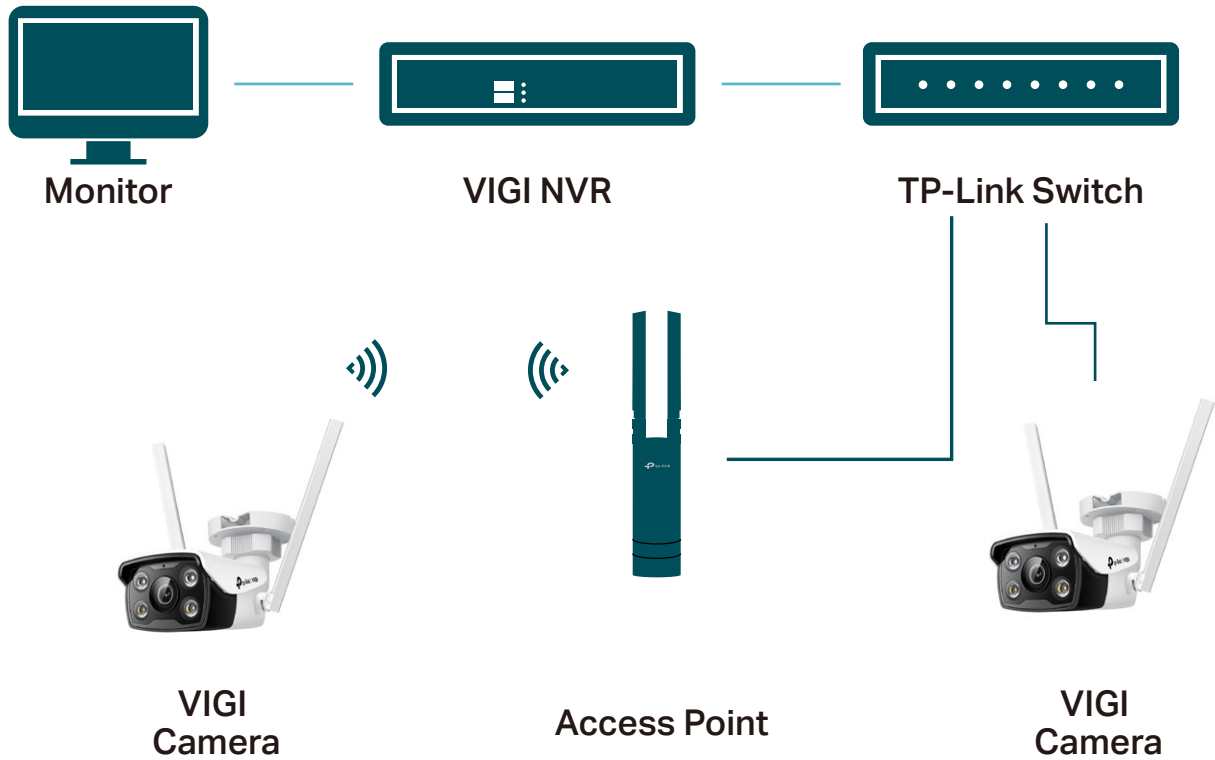 Monitor
VIGI NVR
TP-Link Switch
VIGI
Camera
Access Point
VIGI
Camera